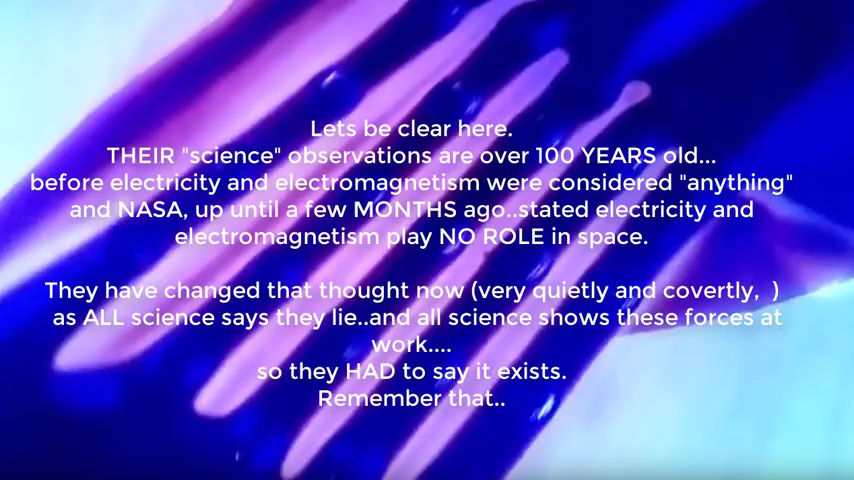 Lets be clear here.
THEIR "science" observations are over 100 YEARS old...
before electricity and electromagnetism were considered "anything"
and NASA, up until a few MONTHS ago..stated electricity and
electromagnetism play NO ROLE in space.
They have changed that thought now (very quietly and covertly,  )
as ALL science says they lie..and all science shows these forces at
work....
so they HAD to say it exists.
Remember that..